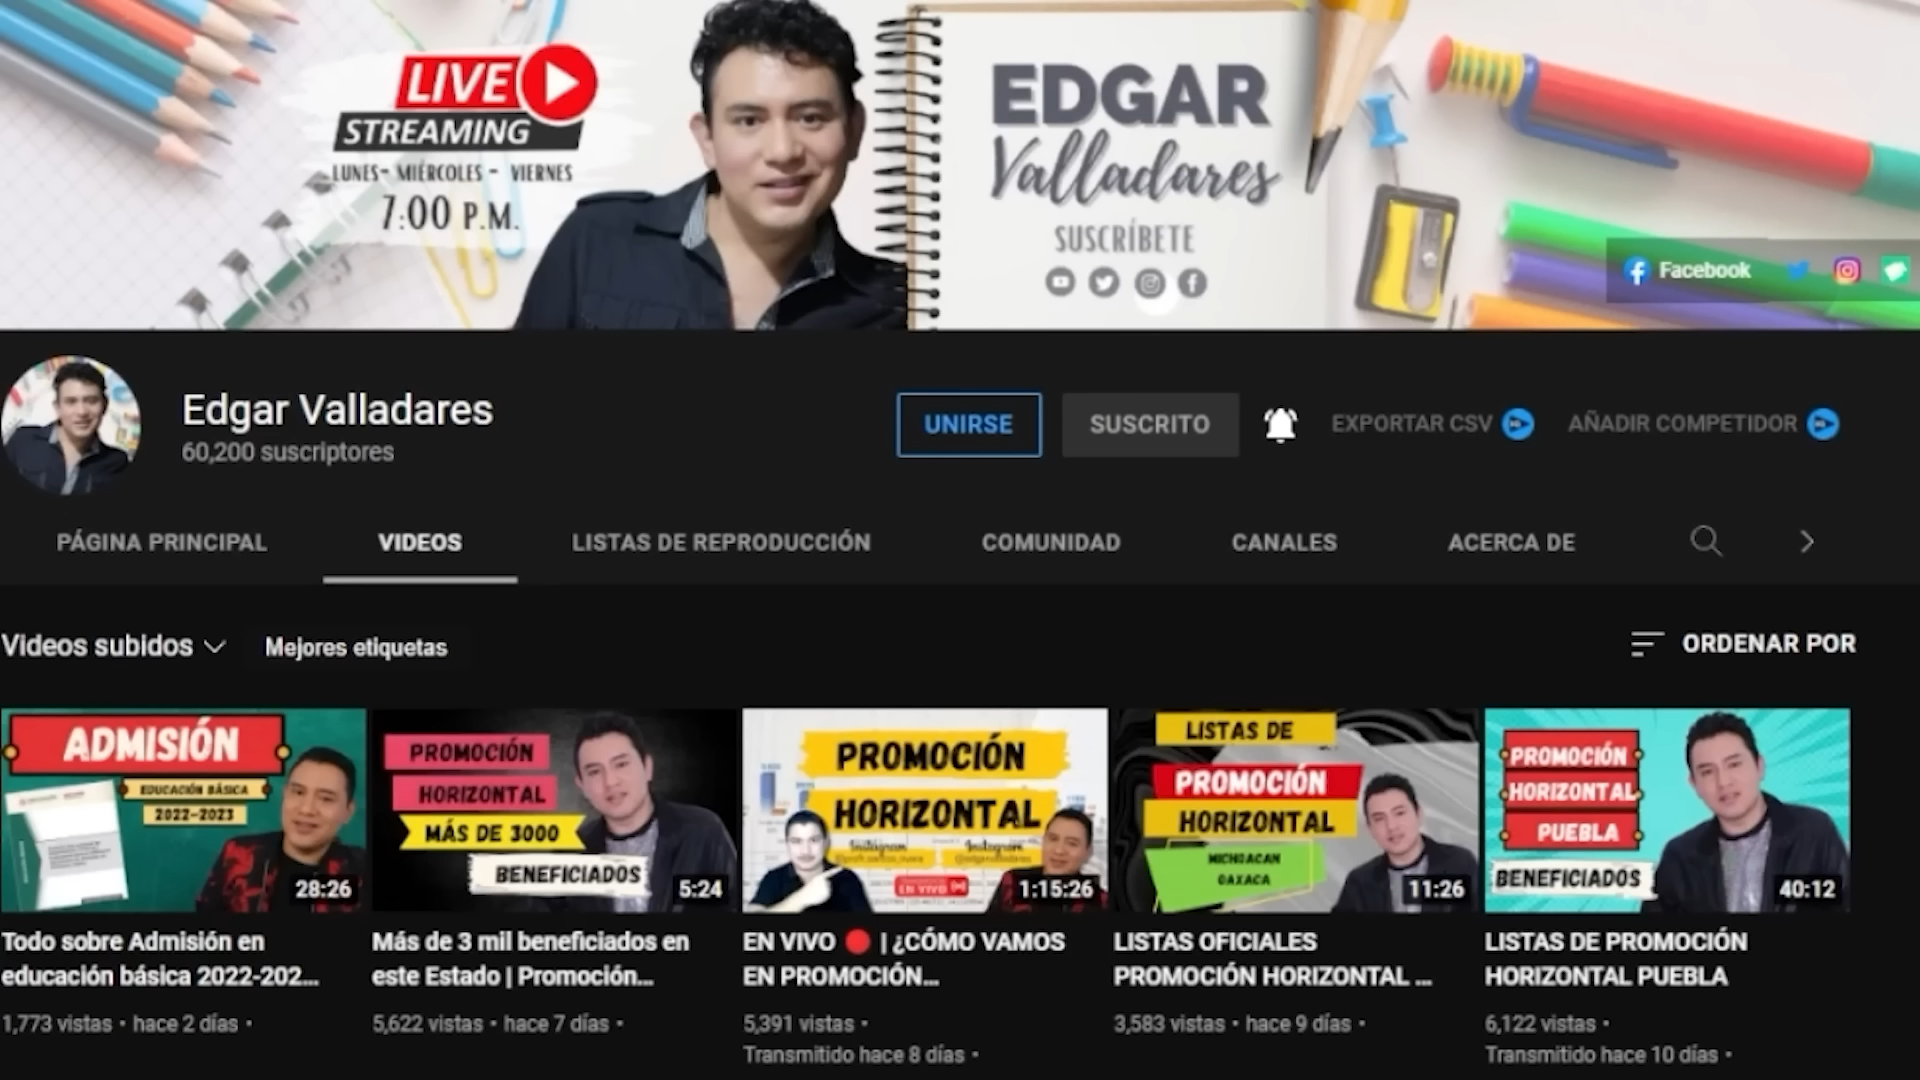 LIVE
STREAMING
LUNES- MIÉRCOLES - VIERNES
7:00 P.M.
EDGAR
Valladares
SUSCRÍBETE
Facebook
Edgar Valladares
60,200 suscriptores
UNIRSE
SUSCRITO
EXPORTAR CSV
AÑADIR COMPETIDOR
PÁGINA PRINCIPAL
VIDEOS
LISTAS DE REPRODUCCIÓN
COMUNIDAD
CANALES
ACERCA DE
Videos subidos
Mejores etiquetas
ORDENAR POR
ADMISIÓN
EDUCACIÓN BÁSICA
2022-2023
28:26
PROMOCIÓN
HORIZONTAL
MÁS DE 3000
BENEFICIADOS
5:24
PROMOCIÓN
HORIZONTAL
Instagram
Instagram
EN VIVO
1:15:26
LISTAS DE
PROMOCIÓN
HORIZONTAL
MICHOACAN
OAXACA
11:26
PROMOCIÓN
HORIZONTAL
PUEBLA
BENEFICIADOS
40:12
Todo sobre Admisión en
educación básica 2022-202...
1,773 vistas • hace 2 días •
Más de 3 mil beneficiados en
este Estado | Promoción...
5,622 vistas • hace 7 días •
EN VIVO 🔴 | ¿CÓMO VAMOS
EN PROMOCIÓN...
5,391 vistas •
Transmitido hace 8 días •
LISTAS OFICIALES
PROMOCIÓN HORIZONTAL ...
3,583 vistas • hace 9 días •
LISTAS DE PROMOCIÓN
HORIZONTAL PUEBLA
6,122 vistas •
Transmitido hace 10 días •